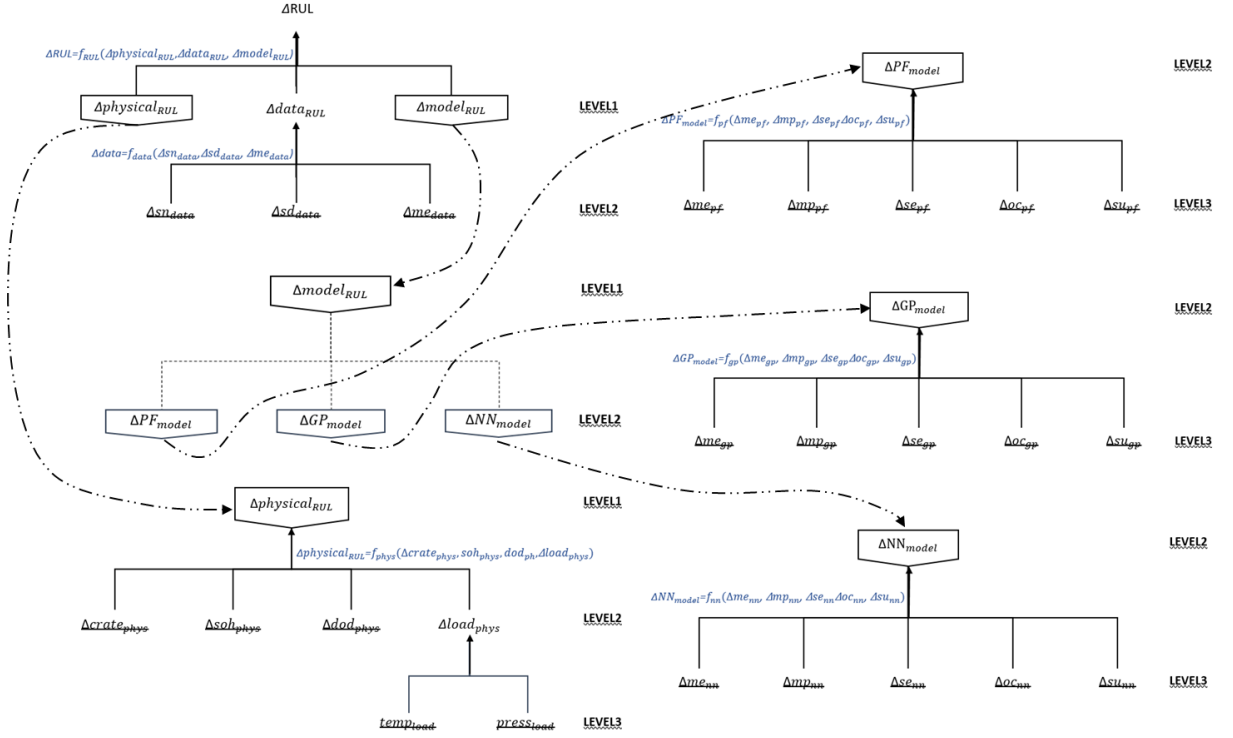 ΔRUL
ΔRUL=f_RUL(Δphysical_RUL,Δdata_RUL, Δmodel_RUL)
Δphysical_RUL Δdata_RUL Δmodel_RUL LEVEL1
Δdata=f_data(Δsn_data,Δsd_data, Δme_data)
Δsn_data Δsd_data Δme_data LEVEL2
Δmodel_RUL LEVEL1
ΔPF_model ΔGP_model ΔNN_model LEVEL2
Δphysical_RUL LEVEL1
Δphysical_RUL=f_phys(Δcrate_phys, soh_phys, dod_ph,Δload_phys)
Δcrate_phys Δsoh_phys Δdod_phys Δload_phys LEVEL2
temp_load press_load LEVEL3
ΔPF_model LEVEL2
ΔPF_model=f_pf(Δme_pf, Δmp_pf, Δse_pfΔoc_pf, Δsu_pf)
Δme_pf Δmp_pf Δse_pf Δoc_pf Δsu_pf LEVEL3
ΔGP_model LEVEL2
ΔGP_model=f_gp(Δme_gp, Δmp_gp, Δse_gpΔoc_gp, Δsu_gp)
Δme_gp Δmp_gp Δse_gp Δoc_gp Δsu_gp LEVEL3
ΔNN_model LEVEL2
ΔNN_model=f_nn(Δme_nn, Δmp_nn, Δse_nnΔoc_nn, Δsu_nn)
Δme_nn Δmp_nn Δse_nn Δoc_nn Δsu_nn LEVEL3